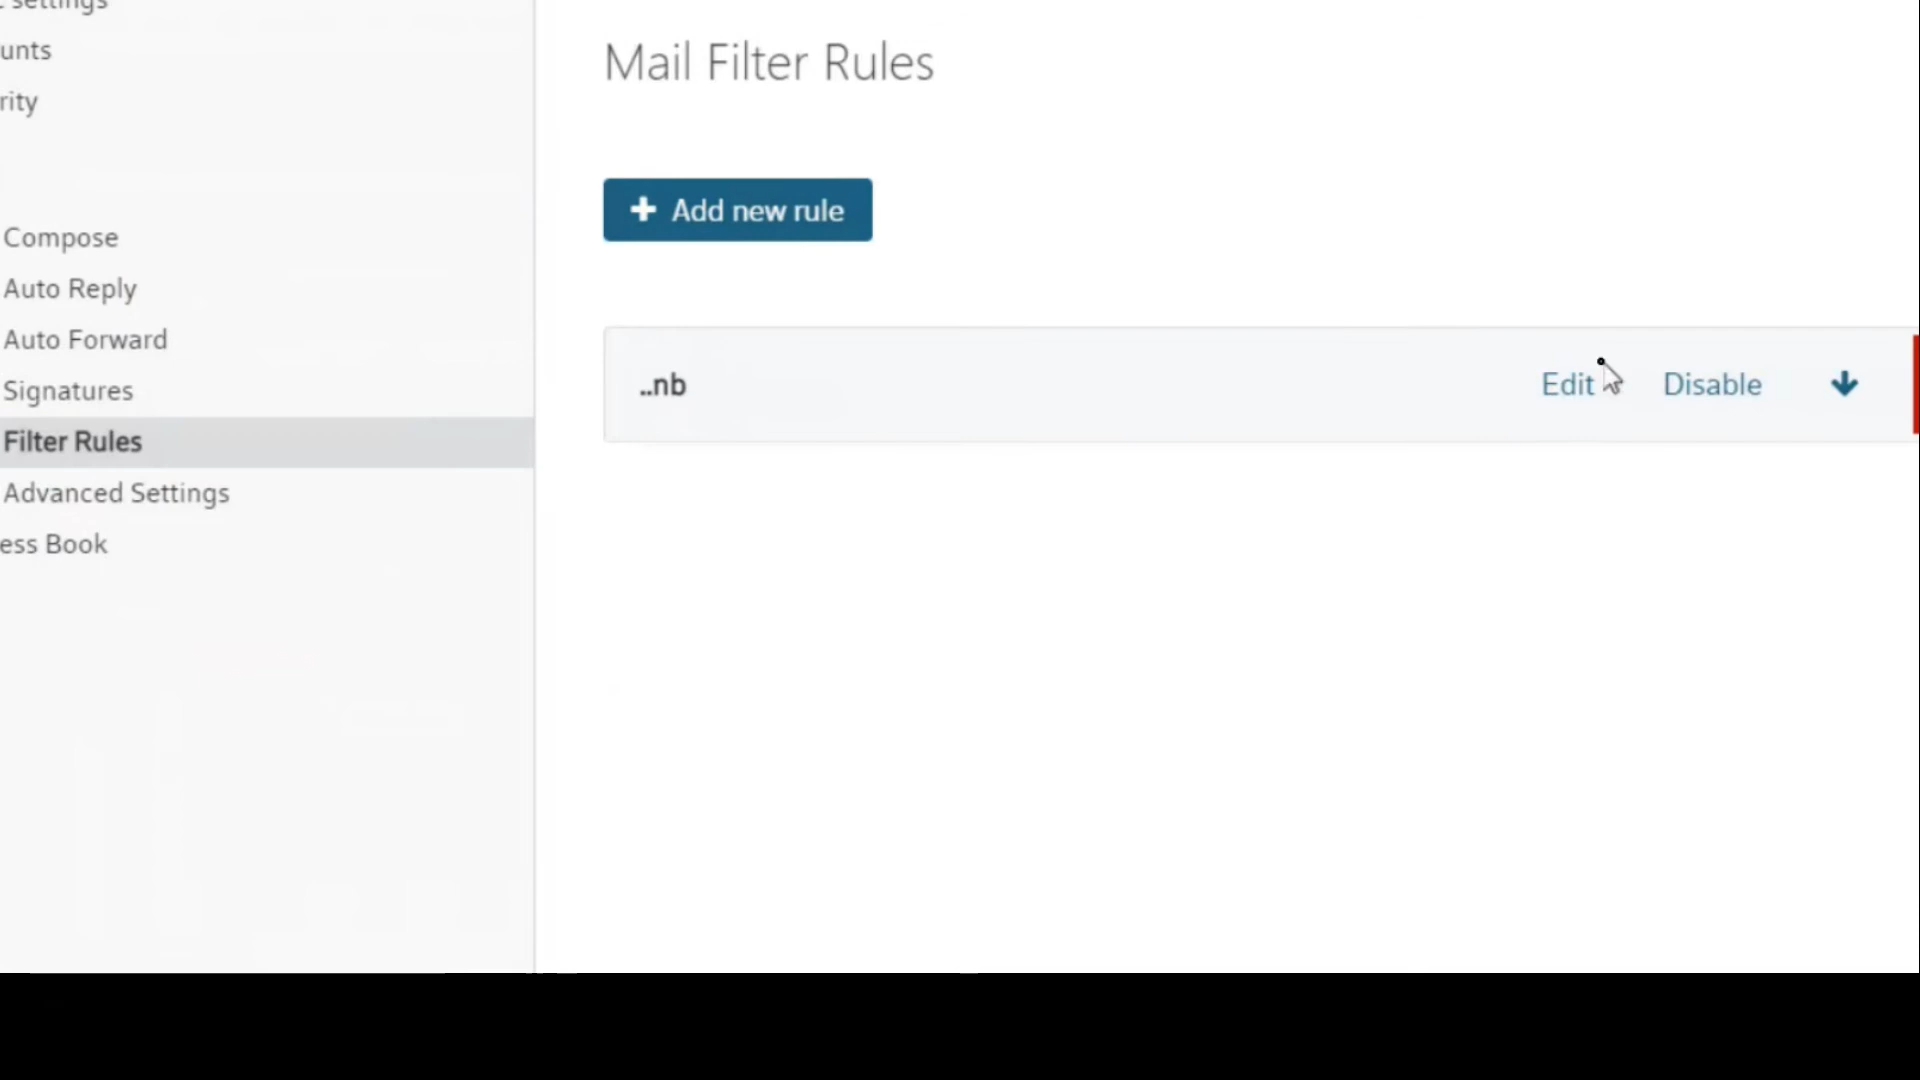 settings
unts
rity
Compose
Auto Reply
Auto Forward
Signatures
Filter Rules
Advanced Settings
ess Book
Mail Filter Rules
Add new rule
..nb
Edit Disable